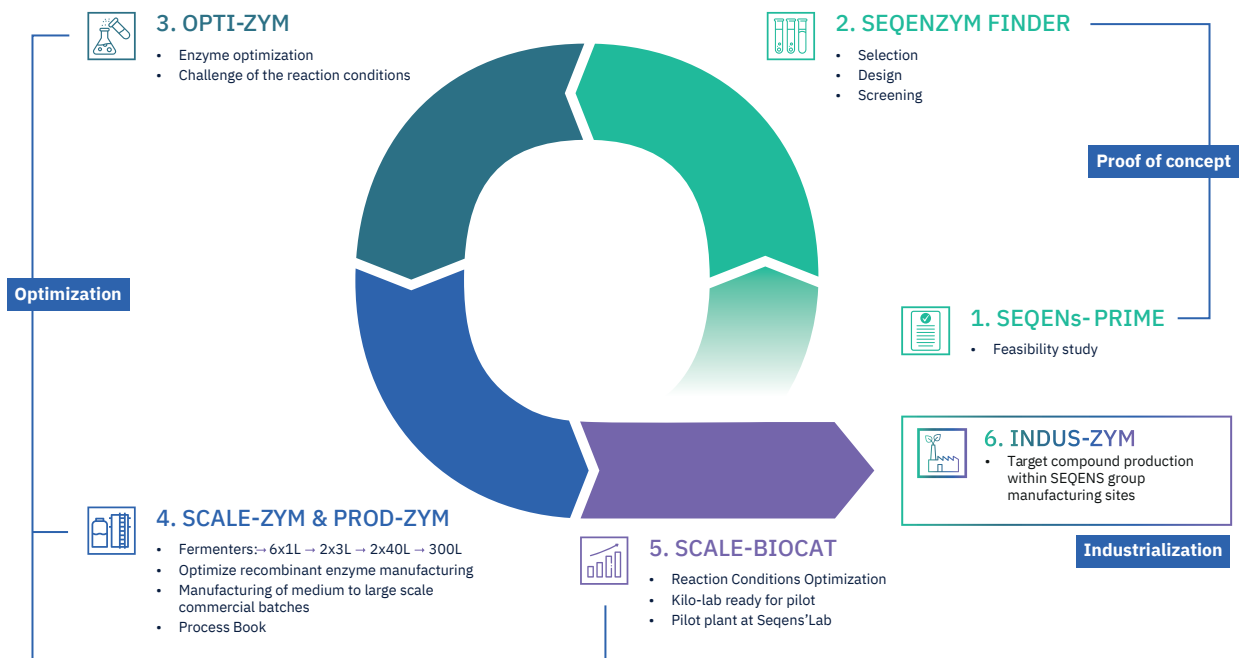 3. OPTI-ZYM
• Enzyme optimization
• Challenge of the reaction conditions
2. SEQENZYM FINDER
• Selection
• Design
• Screening
Proof of concept
Optimization
1. SEQENs-PRIME
• Feasibility study
6. INDUS-ZYM
• Target compound production
within SEQENS group
manufacturing sites
Industrialization
4. SCALE-ZYM & PROD-ZYM
• Fermenters:→ 6x1L → 2x3L → 2x40L → 300L
• Optimize recombinant enzyme manufacturing
• Manufacturing of medium to large scale
commercial batches
• Process Book
5. SCALE-BIOCAT
• Reaction Conditions Optimization
• Kilo-lab ready for pilot
• Pilot plant at Seqens’Lab